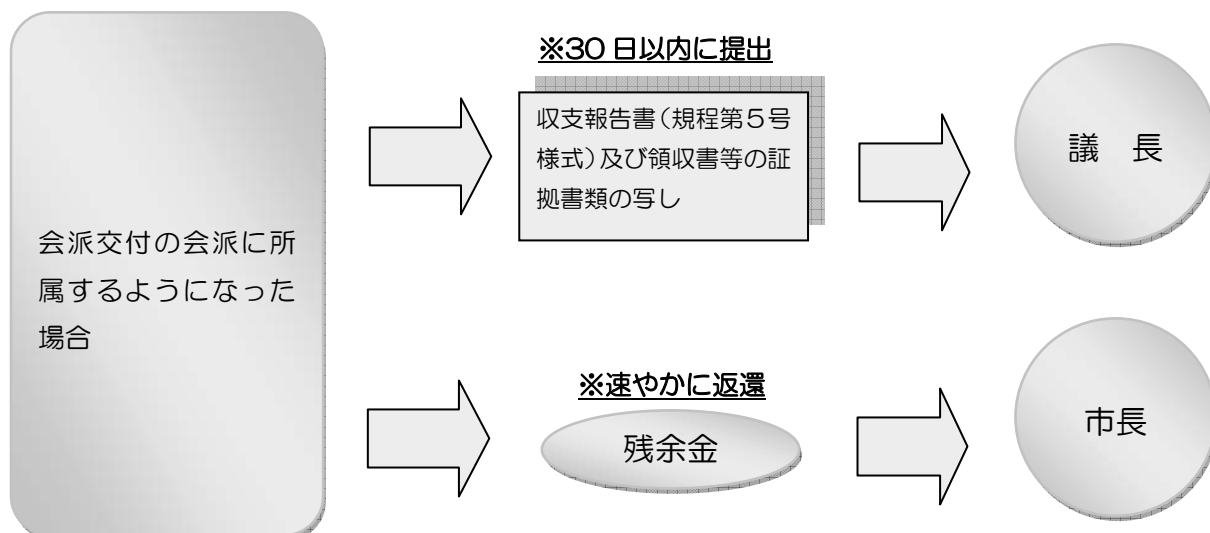 会派交付の会派に所
属するようになった
場合
※30日以内に提出
収支報告書（規程第５号
様式）及び領収書等の証
拠書類の写し
議　長
※速やかに返還
残余金
市長